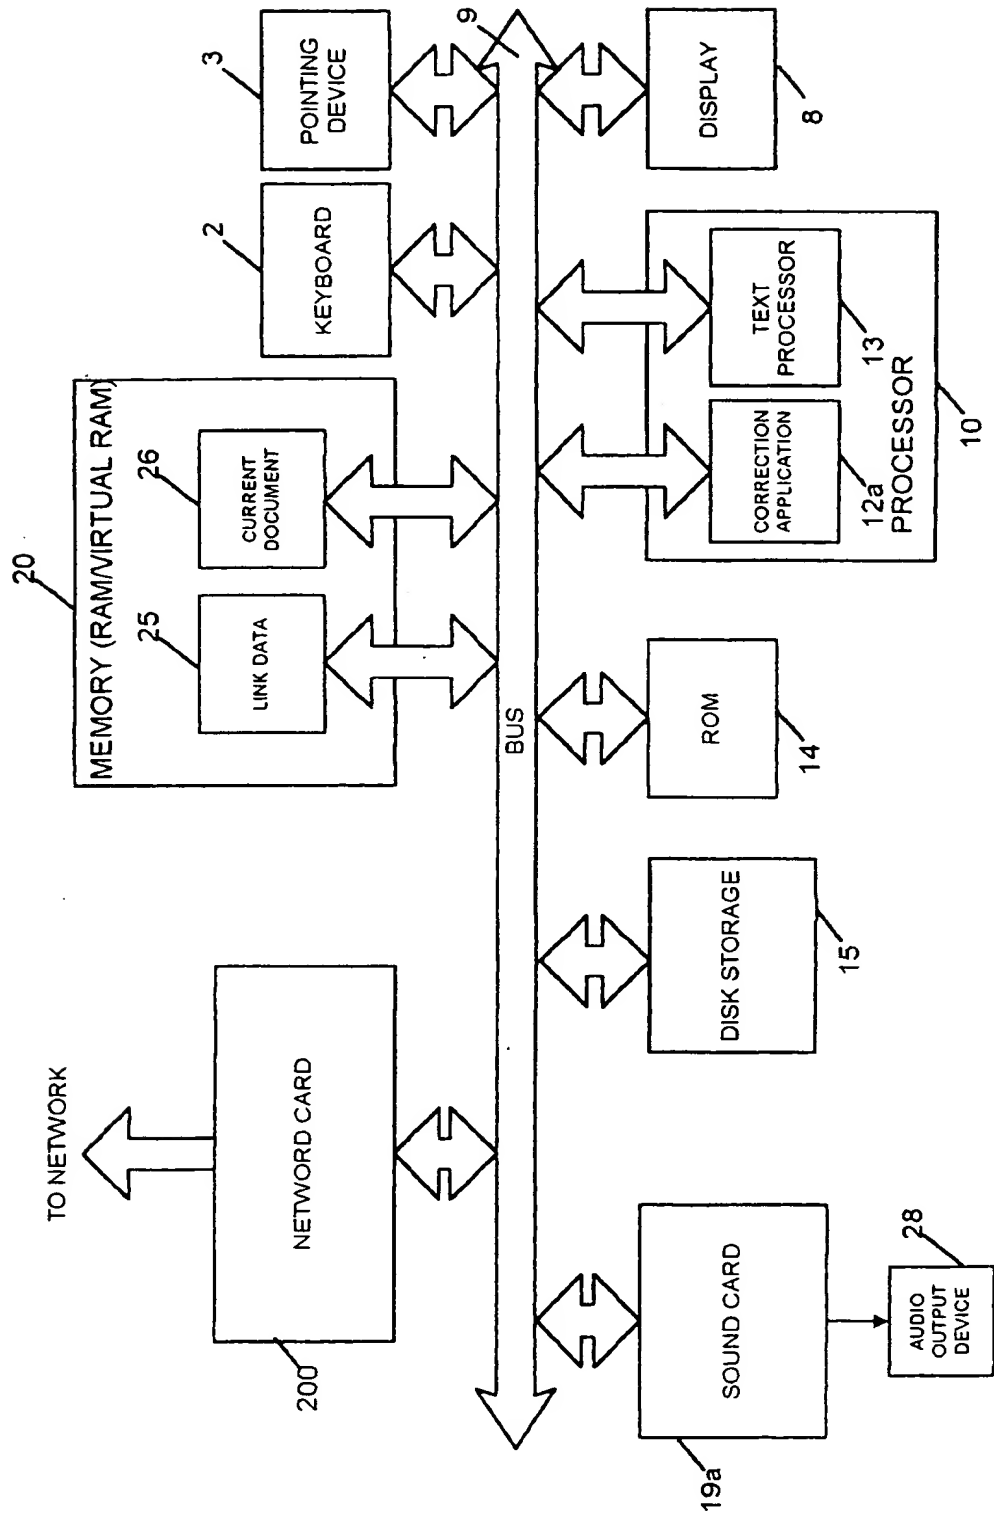 TO NETWORK
200
NETWORD CARD
20
MEMORY (RAM/VIRTUAL RAM)
25
LINK DATA
26
CURRENT
DOCUMENT
2
KEYBOARD
3
POINTING
DEVICE
9
BUS
19a
SOUND CARD
28
AUDIO
OUTPUT
DEVICE
DISK STORAGE
15
ROM
14
CORRECTION
APPLICATION
12a
TEXT
PROCESSOR
13
PROCESSOR
10
DISPLAY
8